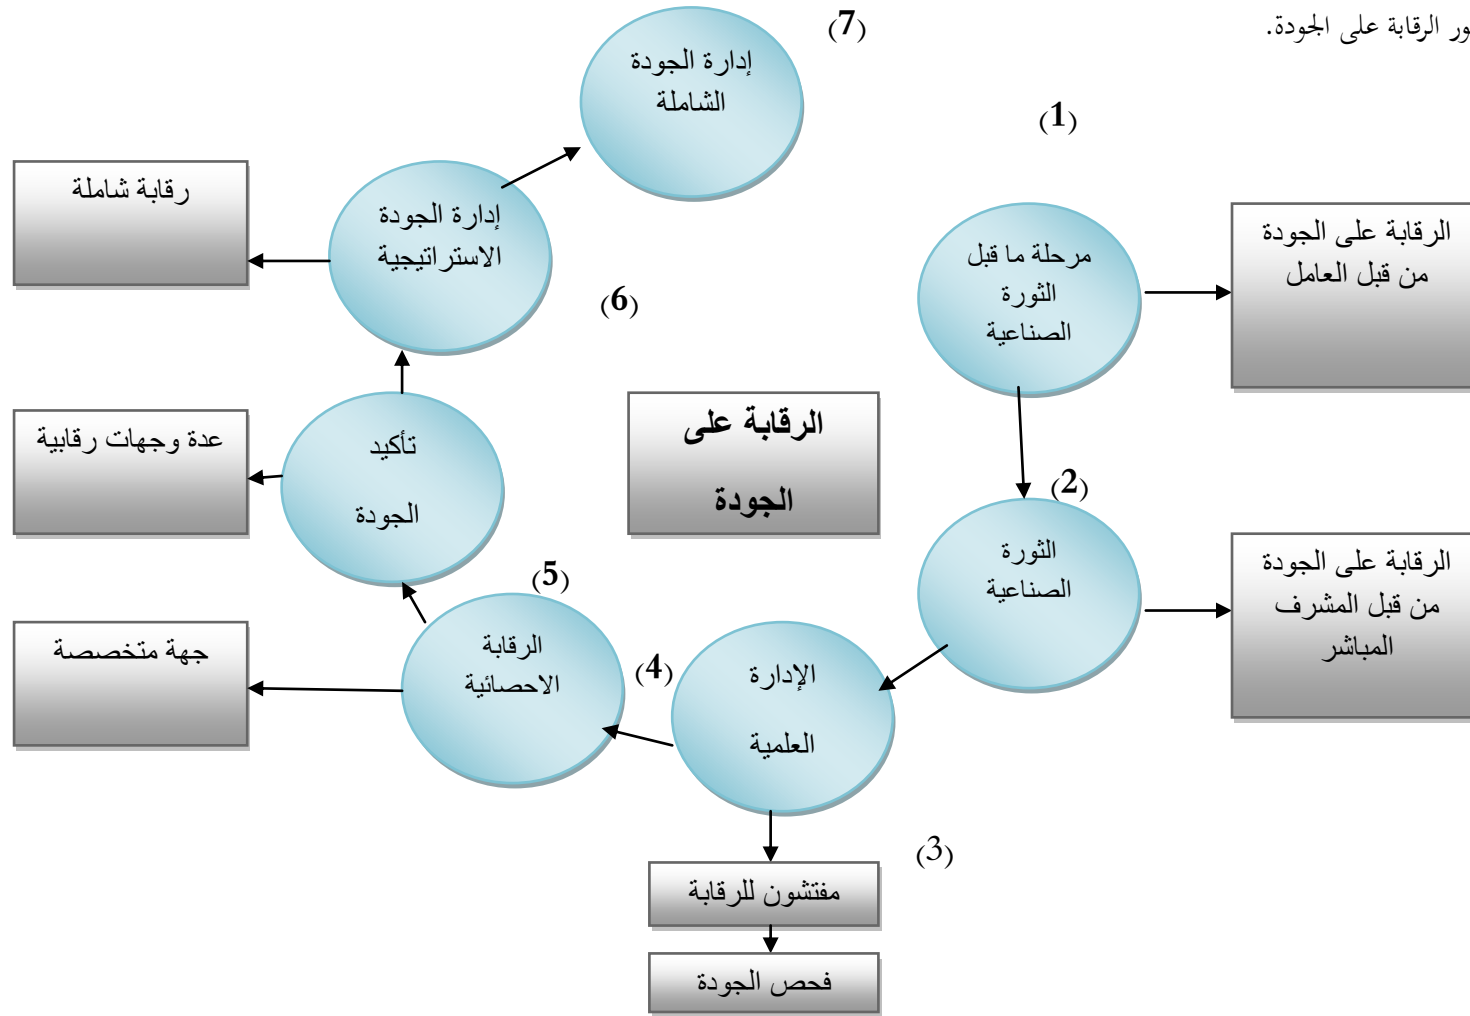 ور الرقابة على الجودة.
(1)
مرحلة ما قبل
الثورة
الصناعية
الرقابة على الجودة
من قبل العامل
(2)
الثورة
الصناعية
الرقابة على الجودة
من قبل المشرف
المباشر
(3)
الإدارة
العلمية
مفتشون للرقابة
فحص الجودة
(4)
الرقابة
الاحصائية
جهة متخصصة
(5)
تأكيد
الجودة
عدة وجهات رقابية
(6)
إدارة الجودة
الاستراتيجية
رقابة شاملة
(7)
إدارة الجودة
الشاملة
الرقابة على
الجودة